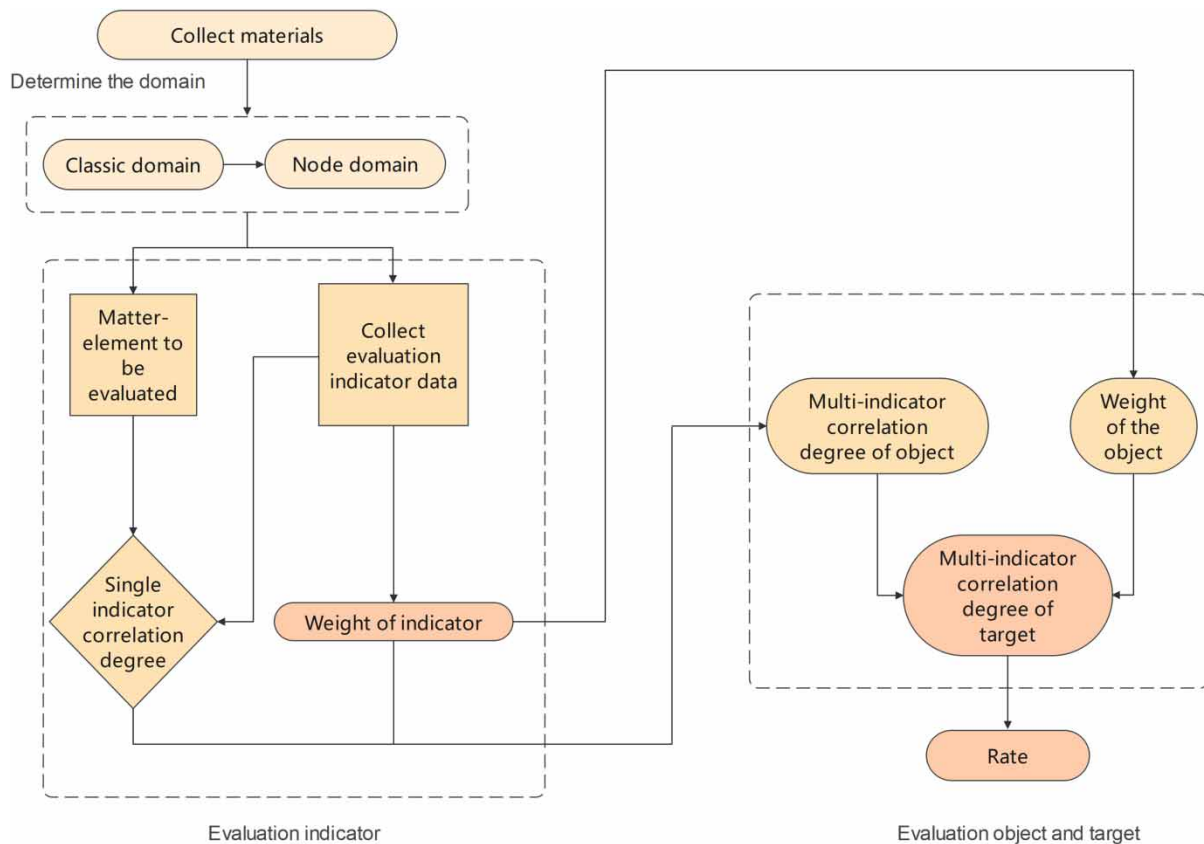 Collect materials
Determine the domain
Classic domain
Node domain
Matter-
element to
be
evaluated
Collect
evaluation
indicator data
Single
indicator
correlation
degree
Weight of indicator
Evaluation indicator
Multi-indicator
correlation
degree of object
Weight
of the
object
Multi-indicator
correlation
degree of
target
Rate
Evaluation object and target